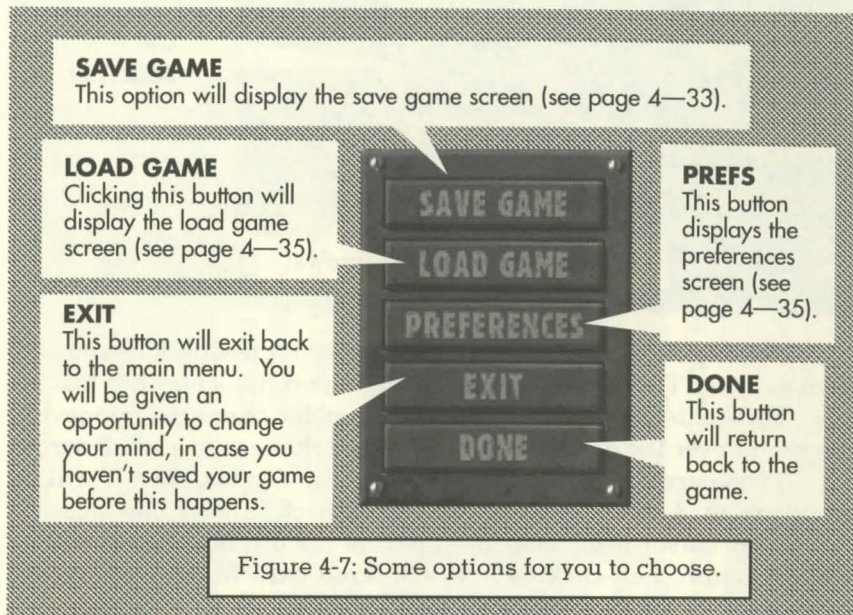 SAVE GAME
This option will display the save game screen (see page 4—33).
LOAD GAME
Clicking this button will
display the load game
screen (see page 4—35).
EXIT
This button will exit back
to the main menu. You
will be given an
opportunity to change
your mind, in case you
haven't saved your game
before this happens.
SAVE GAME
LOAD GAME
PREFERENCES
EXIT
DONE
PREFS
This button
displays the
preferences
screen (see
page 4—35).
DONE
This button
will return
back to the
game.
Figure 4-7: Some options for you to choose.